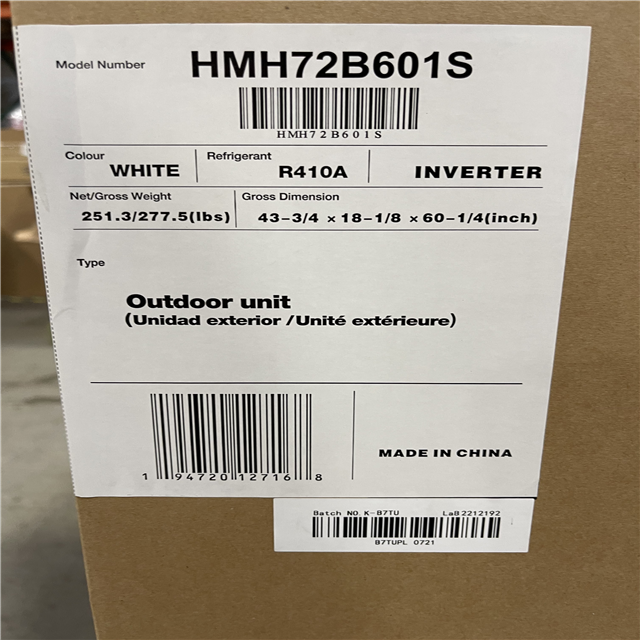 Model Number HMH72B601S
HMH72B601S
Colour WHITE Refrigerant R410A INVERTER
Net/Gross Weight Gross Dimension
251.3/277.5(lbs) 43-3/4 x 18-1/8 x 60-1/4(inch)
Type
Outdoor unit
(Unidad exterior /Unité extérieure)
1 94720 12716 8
MADE IN CHINA
Batch NO. K-B7TU LaB2212192
B7TUPL 0721